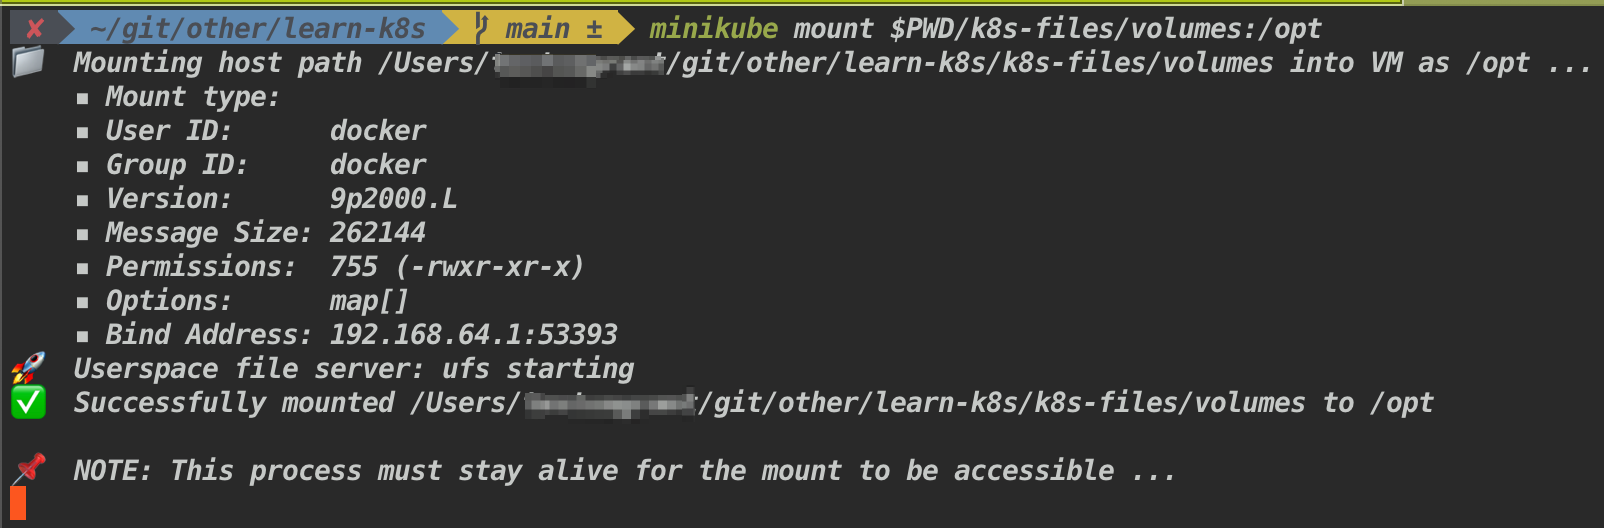 ✘ ~/git/other/learn-k8s main ± minikube mount $PWD/k8s-files/volumes:/opt
Mounting host path /Users/ /git/other/learn-k8s/k8s-files/volumes into VM as /opt ...
▪ Mount type:
▪ User ID: docker
▪ Group ID: docker
▪ Version: 9p2000.L
▪ Message Size: 262144
▪ Permissions: 755 (-rwxr-xr-x)
▪ Options: map[]
▪ Bind Address: 192.168.64.1:53393
Userspace file server: ufs starting
Successfully mounted /Users/ /git/other/learn-k8s/k8s-files/volumes to /opt
NOTE: This process must stay alive for the mount to be accessible ...